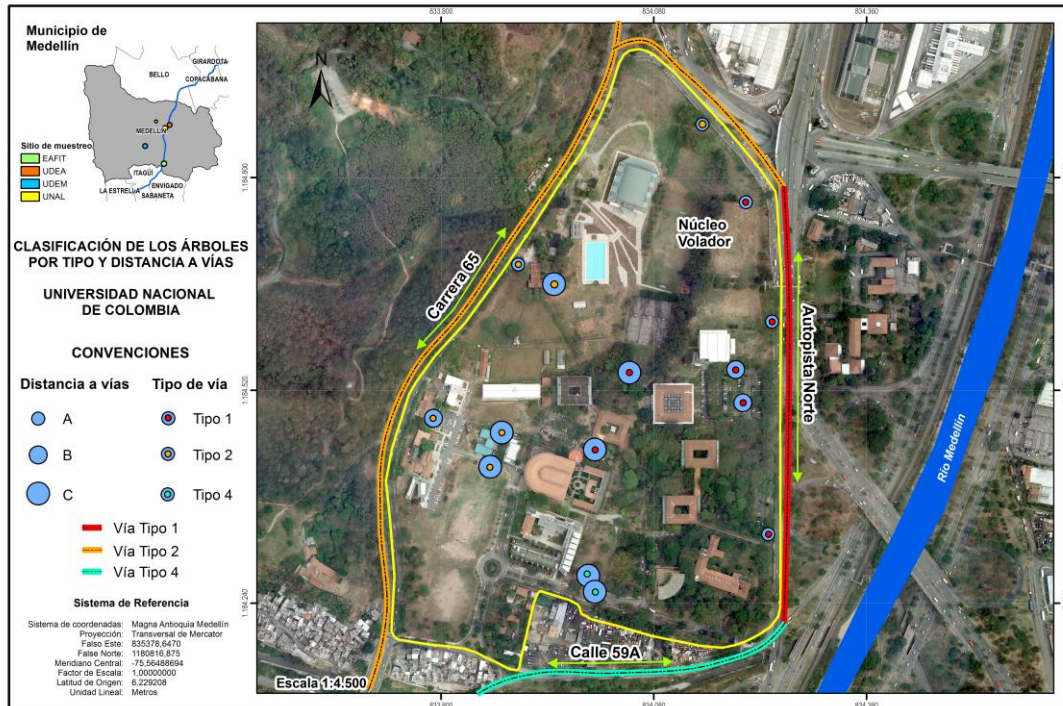 Municipio de
Medellín
GIRARDOTA
BELLO
COPACABANA
MEDELLÍN
Sitio de muestreo
EAFIT
UDEA
UDEM
UNAL
ITAGÜÍ
LA ESTRELLA
ENVIGADO
SABANETA
CLASIFICACIÓN DE LOS ÁRBOLES
POR TIPO Y DISTANCIA A VÍAS
UNIVERSIDAD NACIONAL
DE COLOMBIA
CONVENCIONES
Distancia a vías
Tipo de vía
A
Tipo 1
B
Tipo 2
C
Tipo 4
Vía Tipo 1
Vía Tipo 2
Vía Tipo 4
Sistema de Referencia
Sistema de coordenadas: Magna Antioquia Medellín
Proyección: Transversal de Mercator
Falso Este: 835378,6470
False Norte: 1180816,875
Meridiano Central: -75,56488694
Factor de Escala: 1,00000000
Latitud de Origen: 6,229208
Unidad Lineal: Metros
833.800
834.080
834.360
1.184.800
1.184.520
1.184.240
N
Núcleo
Volador
Carrera 65
Autopista Norte
Río Medellín
Calle 59A
Escala 1:4.500
833.800
834.080
834.360